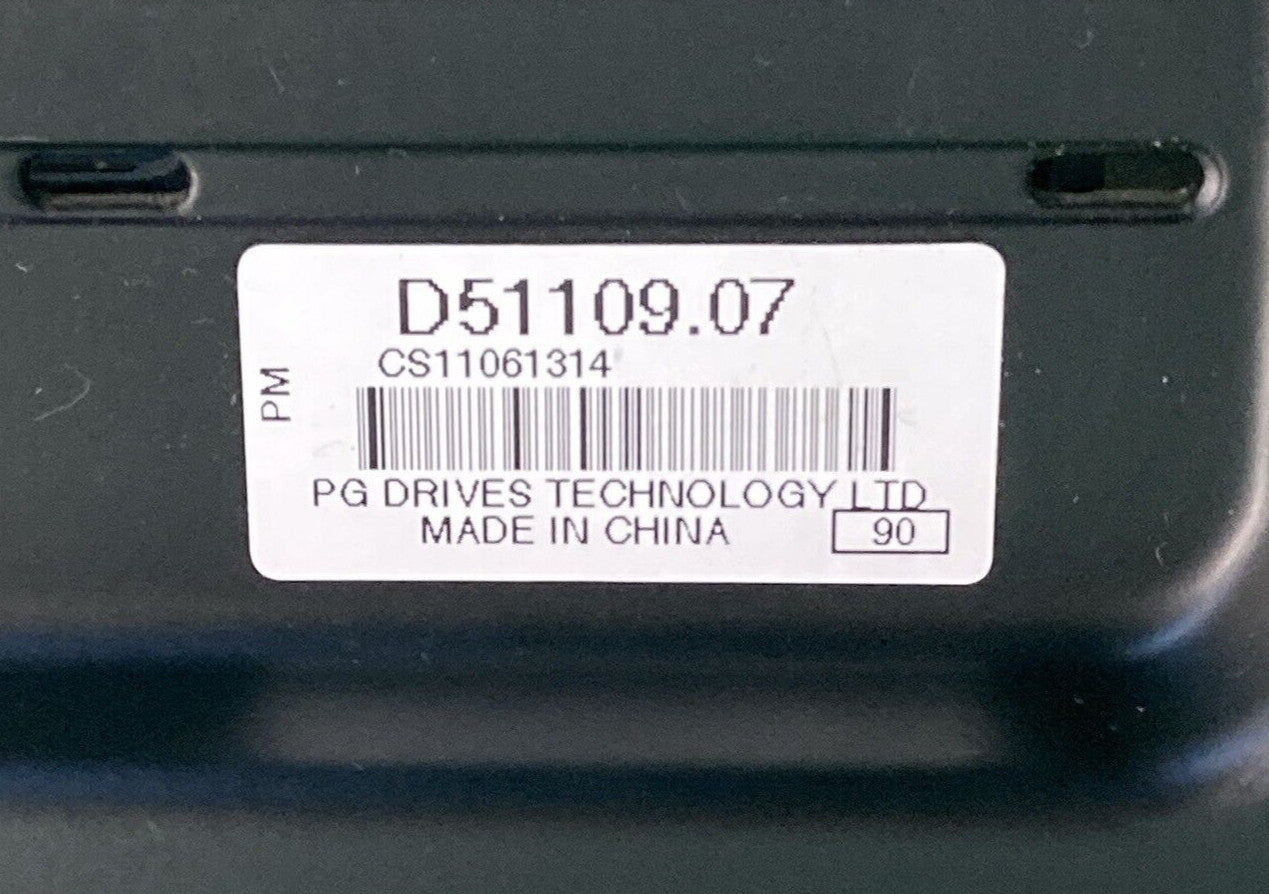 D51109.07
CS11061314
PM
PG DRIVES TECHNOLOGY LTD
MADE IN CHINA
90